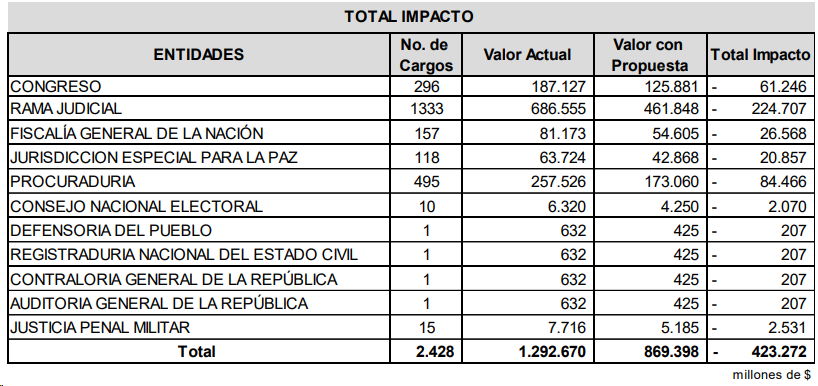 TOTAL IMPACTO
ENTIDADES No. de Cargos Valor Actual Valor con Propuesta Total Impacto
CONGRESO 296 187.127 125.881 - 61.246
RAMA JUDICIAL 1333 686.555 461.848 - 224.707
FISCALÍA GENERAL DE LA NACIÓN 157 81.173 54.605 - 26.568
JURISDICCION ESPECIAL PARA LA PAZ 118 63.724 42.868 - 20.857
PROCURADURIA 495 257.526 173.060 - 84.466
CONSEJO NACIONAL ELECTORAL 10 6.320 4.250 - 2.070
DEFENSORIA DEL PUEBLO 1 632 425 - 207
REGISTRADURIA NACIONAL DEL ESTADO CIVIL 1 632 425 - 207
CONTRALORIA GENERAL DE LA REPÚBLICA 1 632 425 - 207
AUDITORIA GENERAL DE LA REPÚBLICA 1 632 425 - 207
JUSTICIA PENAL MILITAR 15 7.716 5.185 - 2.531
Total 2.428 1.292.670 869.398 - 423.272
millones de $